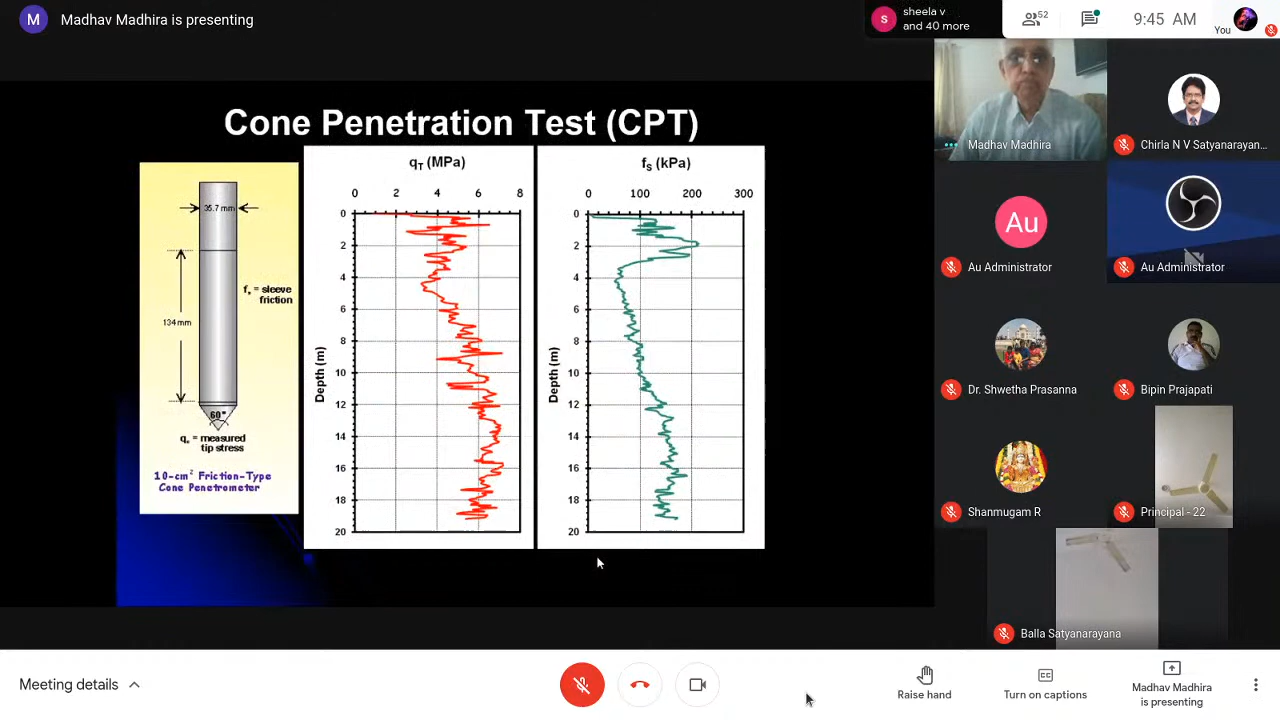 M
Madhav Madhira is presenting
S
sheela v
and 40 more
52
9:45 AM
You
Cone Penetration Test (CPT)
35.7 mm
134 mm
fs = sleeve
friction
60°
qc = measured
tip stress
10-cm² Friction-Type
Cone Penetrometer
qT (MPa)
0 2 4 6 8
0
2
4
6
8
10
12
14
16
18
20
Depth (m)
fS (kPa)
0 100 200 300
0
2
4
6
8
10
12
14
16
18
20
Depth (m)
Madhav Madhira
Chirla N V Satyanarayan...
Au
Au Administrator
Au Administrator
Dr. Shwetha Prasanna
Bipin Prajapati
Shanmugam R
Principal - 22
Balla Satyanarayana
Meeting details
Raise hand
CC
Turn on captions
Madhav Madhira
is presenting